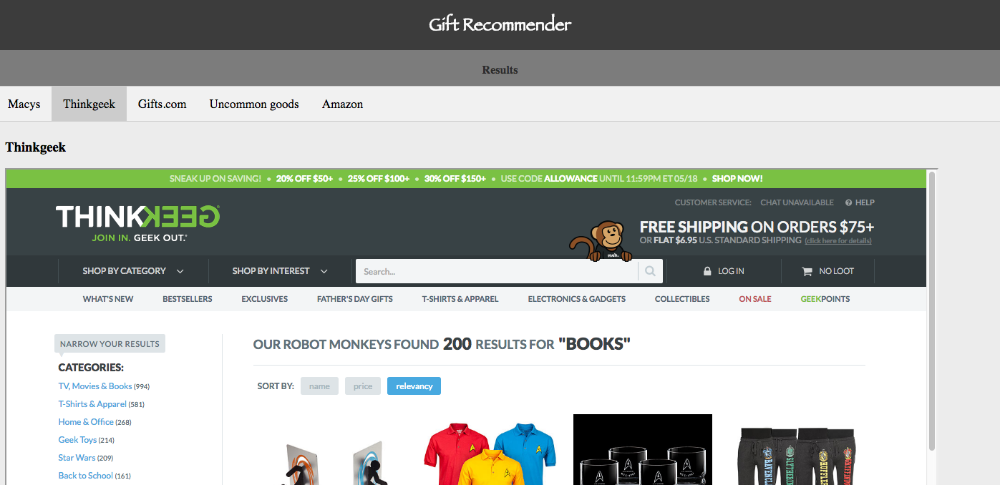 Gift Recommender
Results
Macys Thinkgeek Gifts.com Uncommon goods Amazon
Thinkgeek
SNEAK UP ON SAVING! • 20% OFF $50+ • 25% OFF $100+ • 30% OFF $150+ • USE CODE ALLOWANCE UNTIL 11:59PM ET 05/18 • SHOP NOW!
CUSTOMER SERVICE: CHAT UNAVAILABLE ? HELP
THINKGEEK®
JOIN IN. GEEK OUT.
FREE SHIPPING ON ORDERS $75+
OR FLAT $6.95 U.S. STANDARD SHIPPING (click here for details)
meh.
SHOP BY CATEGORY SHOP BY INTEREST Search... LOG IN NO LOOT
WHAT'S NEW BESTSELLERS EXCLUSIVES FATHER'S DAY GIFTS T-SHIRTS & APPAREL ELECTRONICS & GADGETS COLLECTIBLES ON SALE GEEKPOINTS
NARROW YOUR RESULTS
OUR ROBOT MONKEYS FOUND 200 RESULTS FOR "BOOKS"
CATEGORIES:
SORT BY: name price relevancy
TV, Movies & Books (994)
T-Shirts & Apparel (581)
Home & Office (268)
Geek Toys (214)
Star Wars (209)
Back to School (161)